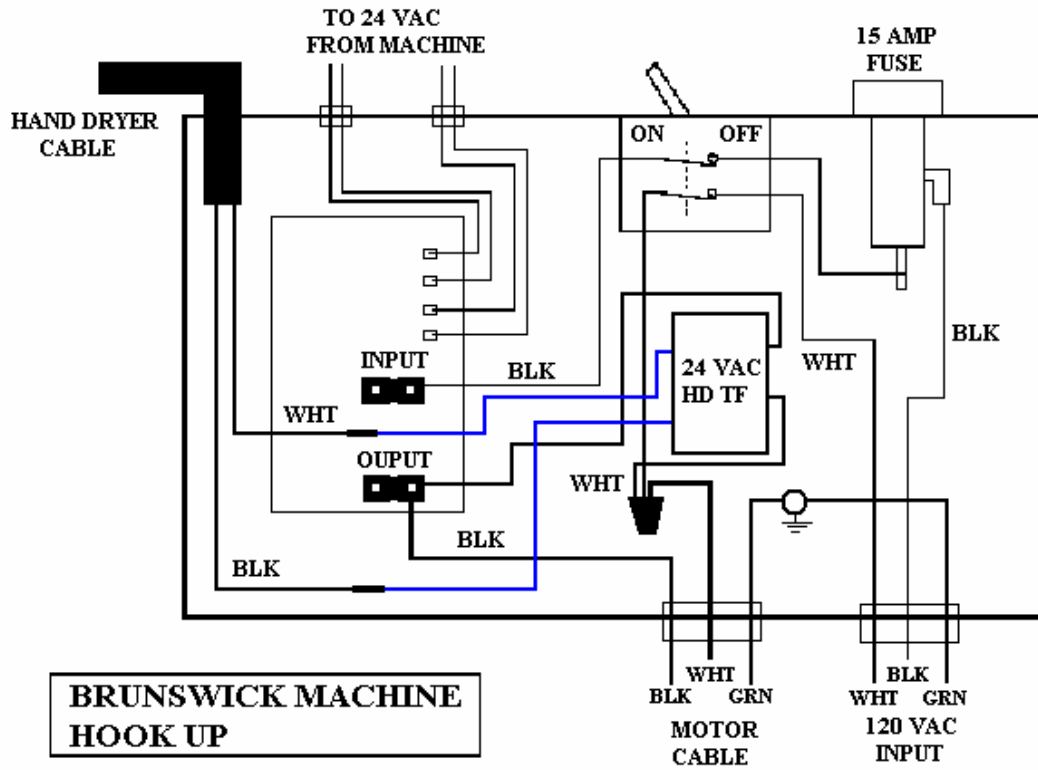 TO 24 VAC
FROM MACHINE
15 AMP
FUSE
HAND DRYER
CABLE
ON
OFF
INPUT
BLK
WHT
24 VAC
HD TF
WHT
BLK
OUPUT
WHT
BLK
BLK
BLK
WHT
GRN
MOTOR
CABLE
WHT
BLK
GRN
120 VAC
INPUT
BRUNSWICK MACHINE
HOOK UP